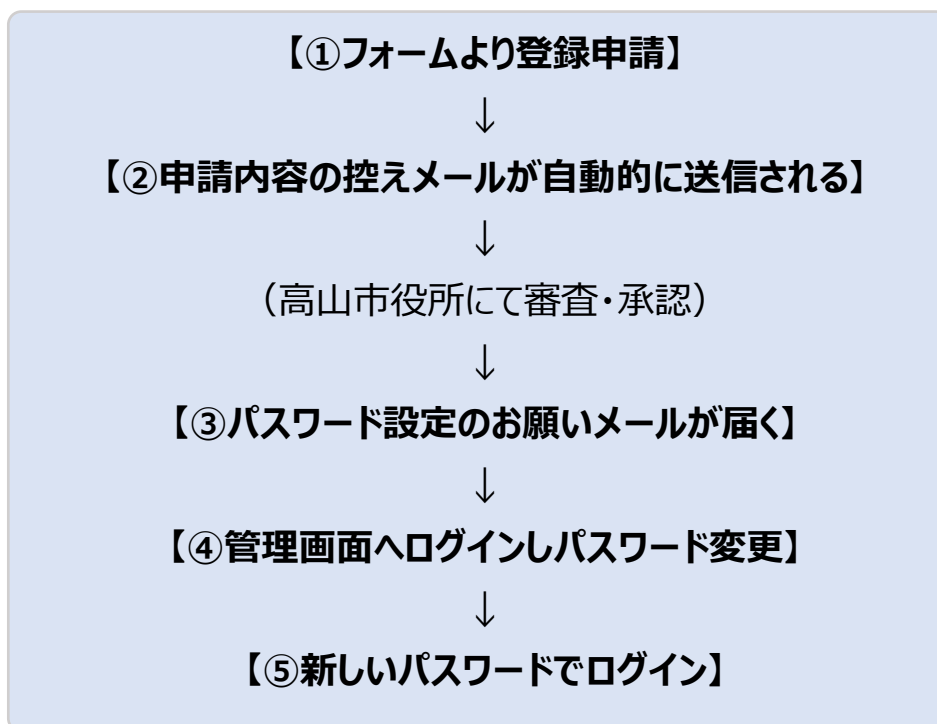 【①フォームより登録申請】
↓
【②申請内容の控えメールが自動的に送信される】
↓
（高山市役所にて審査・承認）
↓
【③パスワード設定のお願いメールが届く】
↓
【④管理画面へログインしパスワード変更】
↓
【⑤新しいパスワードでログイン】